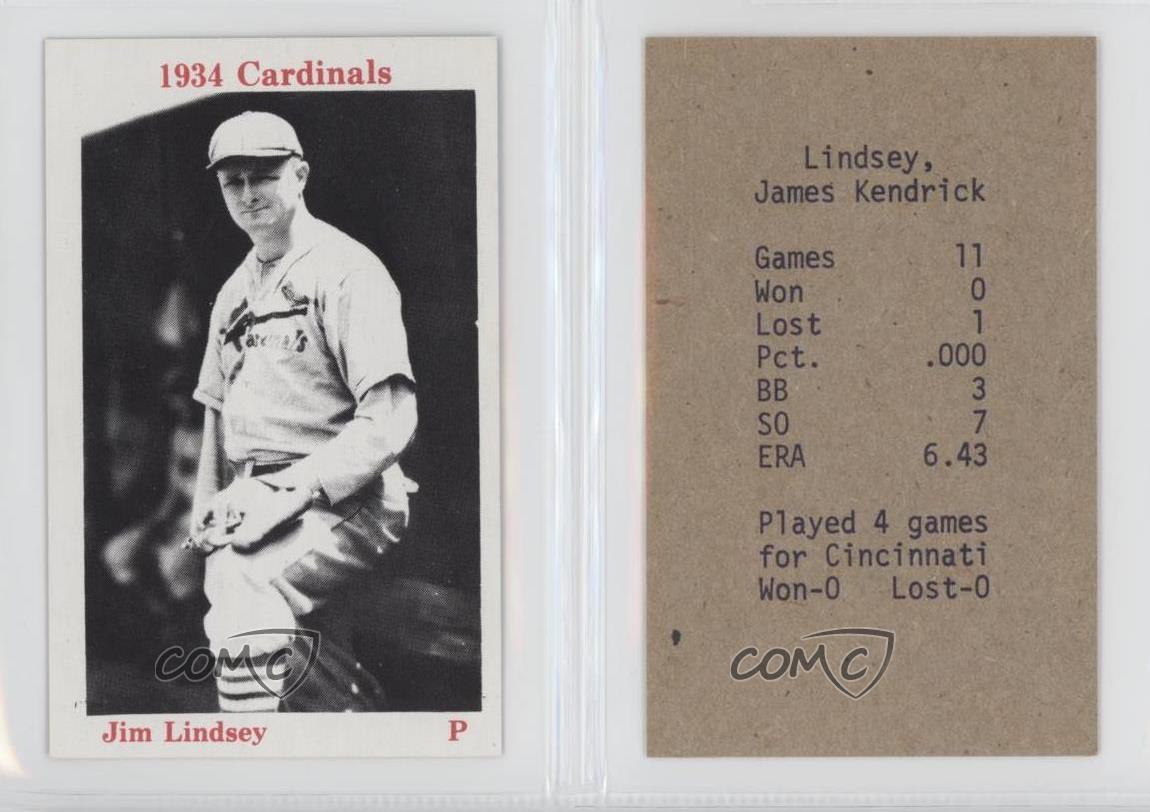 1934 Cardinals
Cardinals
Jim Lindsey P
COMC
Lindsey,
James Kendrick
Games 11
Won 0
Lost 1
Pct. .000
BB 3
SO 7
ERA 6.43
Played 4 games
for Cincinnati
Won-0 Lost-0
COMC